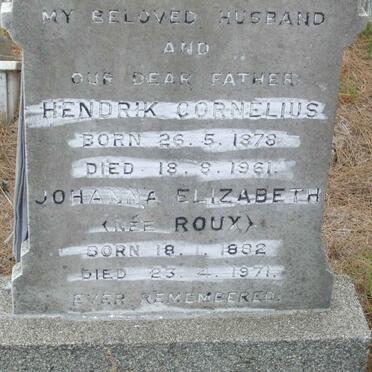 MY BELOVED HUSBAND
AND
OUR DEAR FATHER
HENDRIK CORNELIUS
BORN 26.5.1878
DIED 18.8.1961.
JOHANNA ELIZABETH
(NEE ROUX)
BORN 18.1.1882
DIED 23.4.1971.
EVER REMEMBERED.